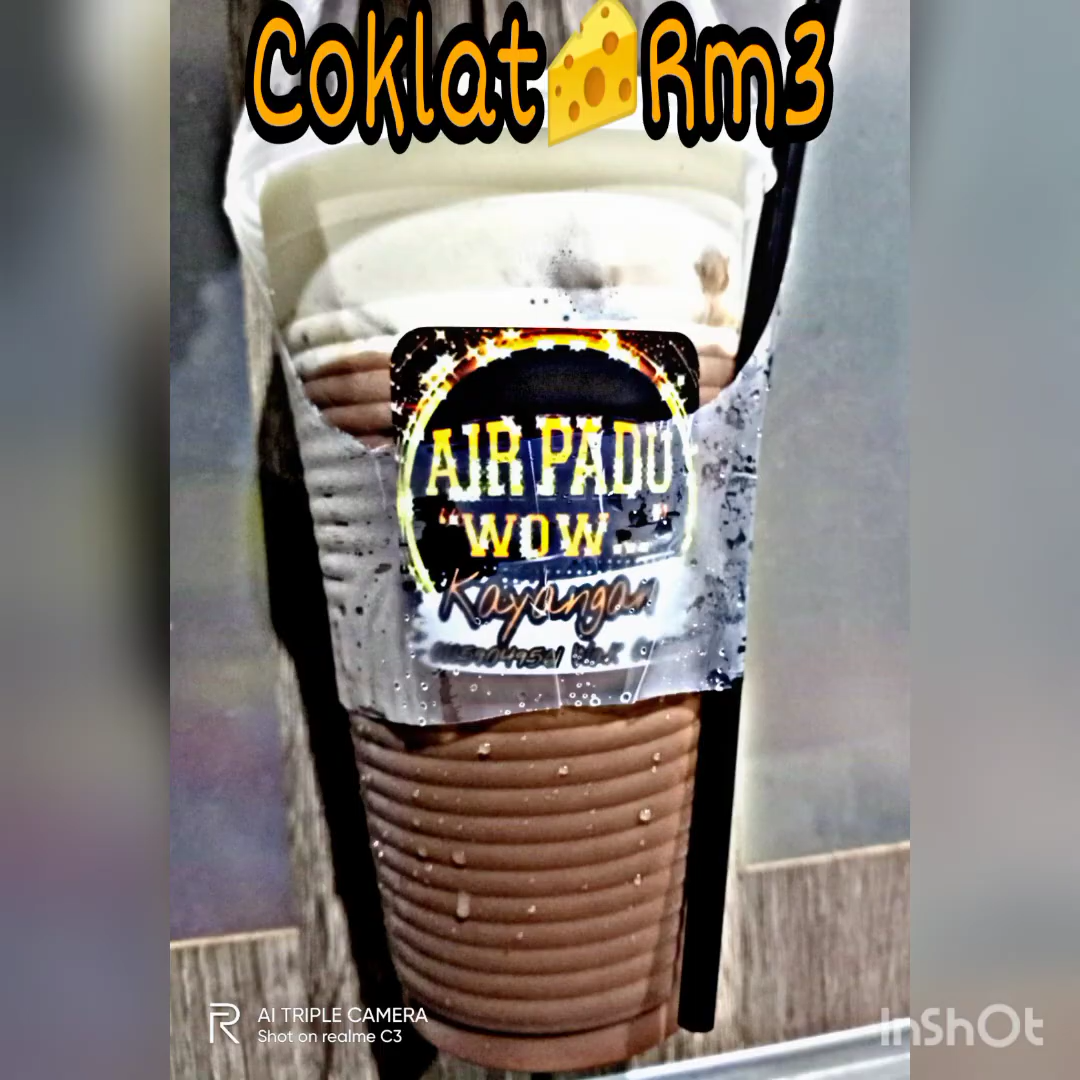 Coklat🧀Rm3
AIR PADU
"WOW..."
Kayangan
AI TRIPLE CAMERA
Shot on realme C3
InShOt